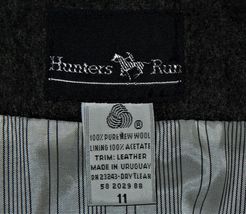 Hunters Run
®
100% PURE NEW WOOL
LINING 100% ACETATE
TRIM: LEATHER
MADE IN URUGUAY
RN 23243-DRY CLEAN
58 2029 88
11